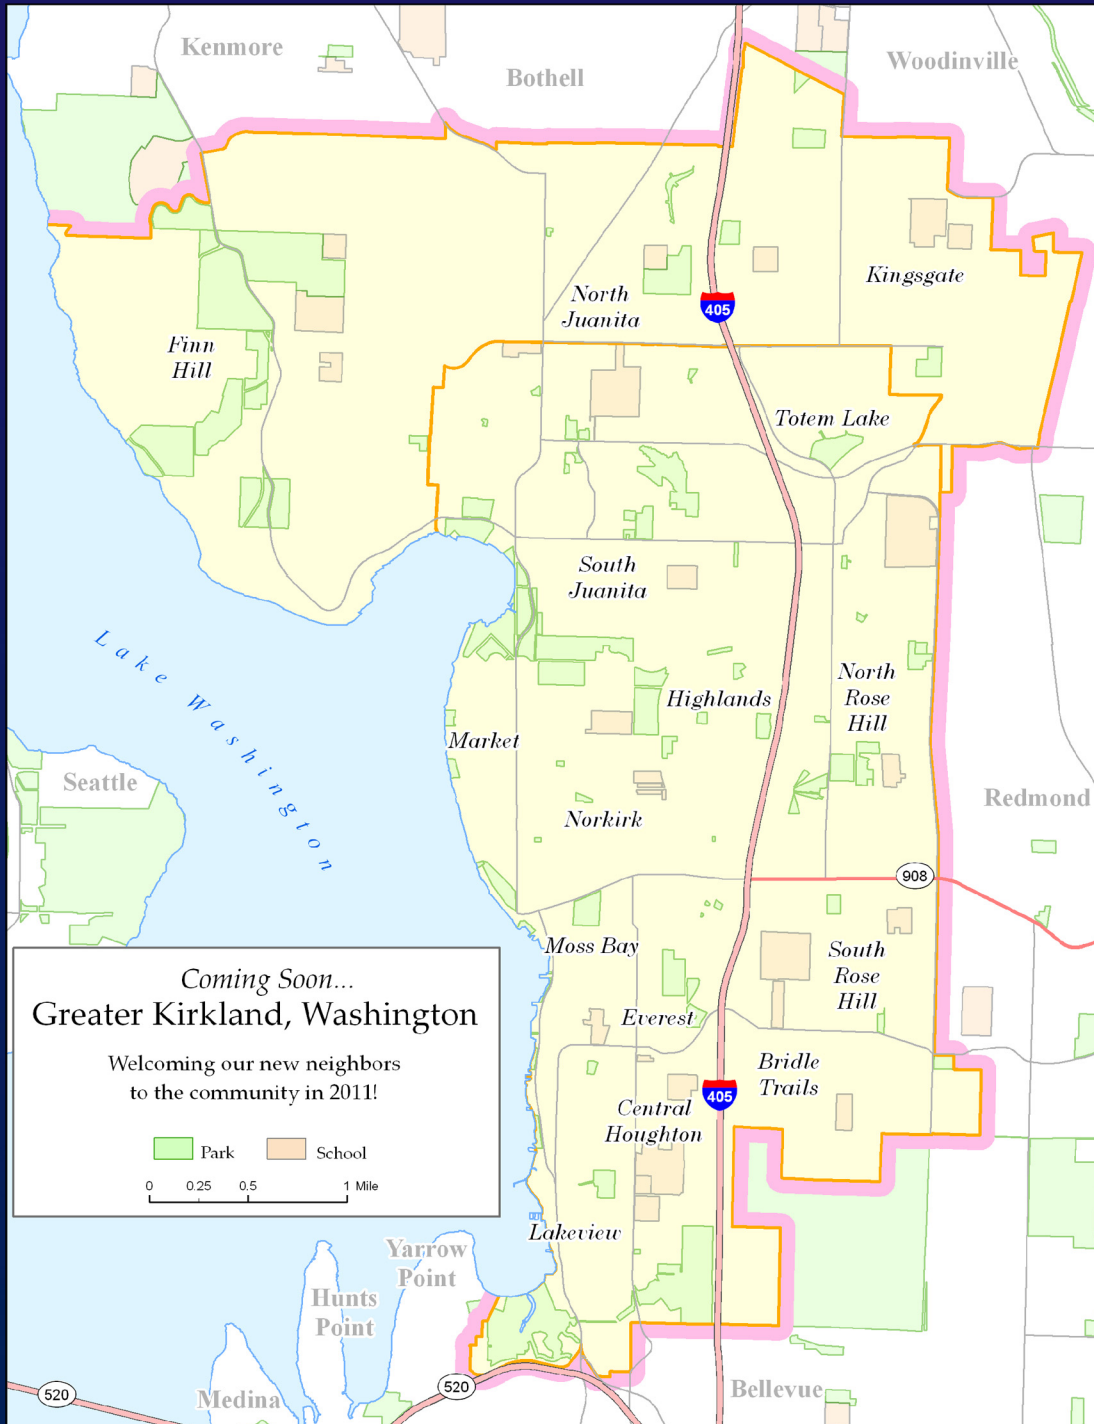 Kenmore
Bothell
Woodinville
Kingsgate
North
Juanita
405
Finn
Hill
Totem Lake
South
Juanita
Lake Washington
North
Rose
Hill
Highlands
Market
Seattle
Redmond
Norkirk
908
Moss Bay
South
Rose
Hill
Everest
Bridle
Trails
405
Central
Houghton
Lakeview
Coming Soon...
Greater Kirkland, Washington
Welcoming our new neighbors
to the community in 2011!
Park
School
0 0.25 0.5 1 Mile
Yarrow
Point
Hunts
Point
Medina
520
520
Bellevue